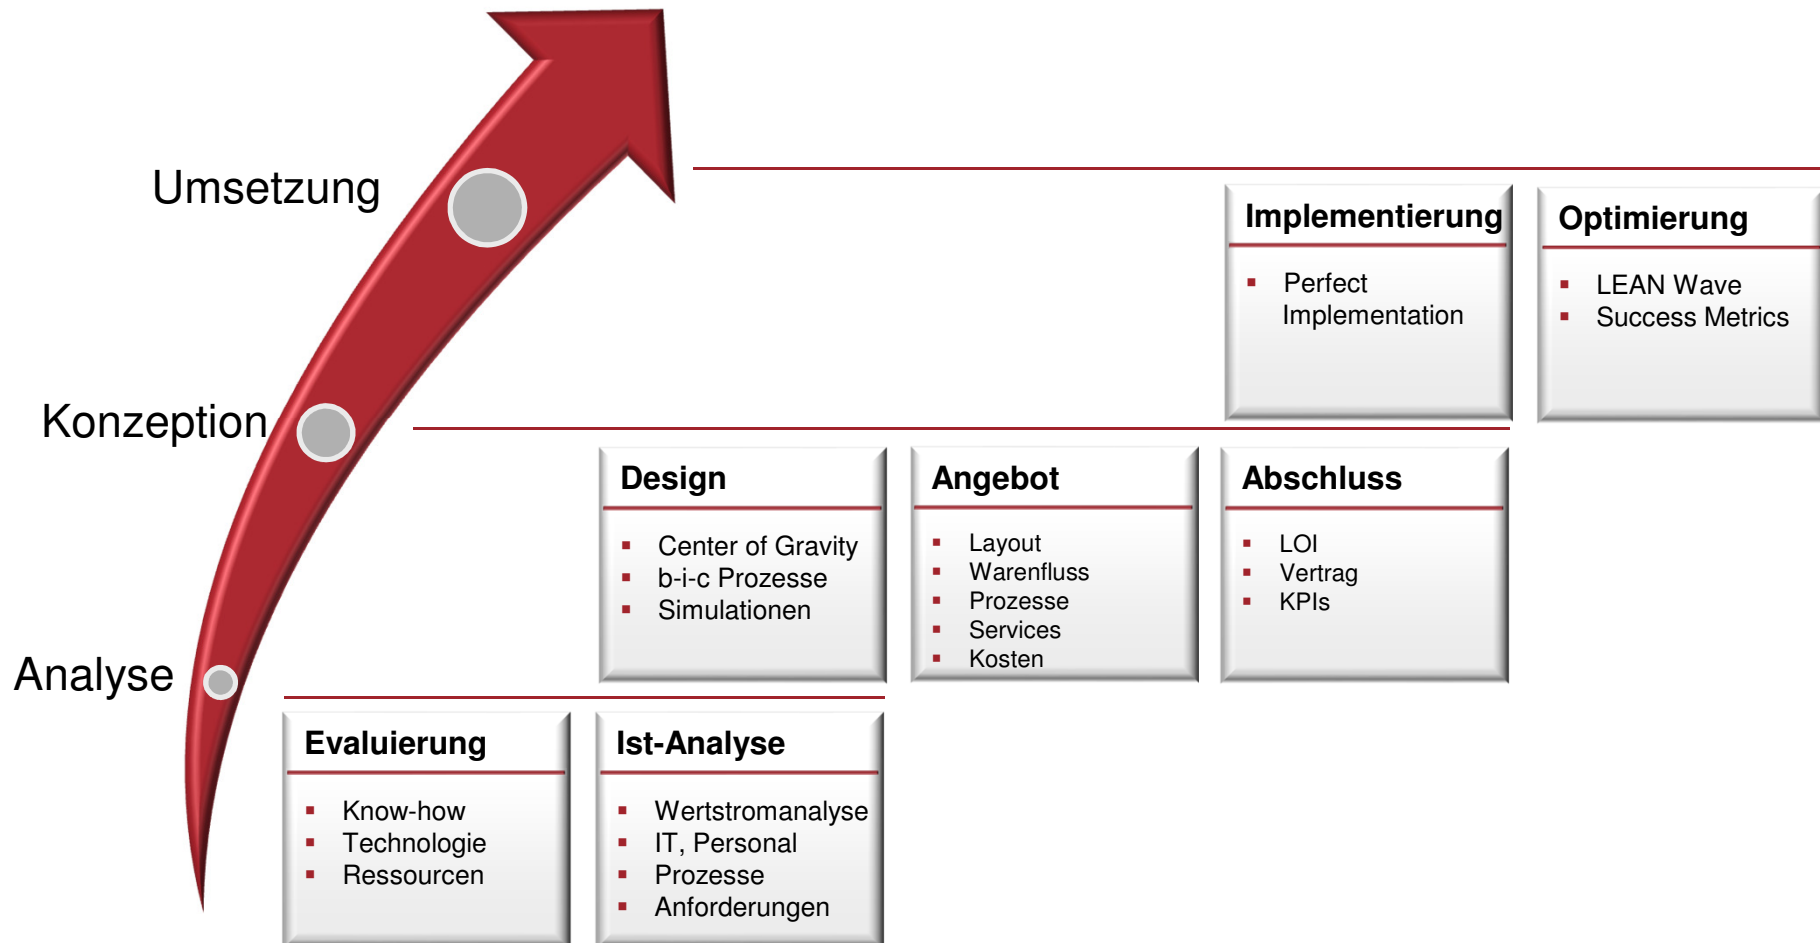 Umsetzung
Implementierung
▪ Perfect
Implementation
Optimierung
▪ LEAN Wave
▪ Success Metrics
Konzeption
Design
▪ Center of Gravity
▪ b-i-c Prozesse
▪ Simulationen
Angebot
▪ Layout
▪ Warenfluss
▪ Prozesse
▪ Services
▪ Kosten
Abschluss
▪ LOI
▪ Vertrag
▪ KPIs
Analyse
Evaluierung
▪ Know-how
▪ Technologie
▪ Ressourcen
Ist-Analyse
▪ Wertstromanalyse
▪ IT, Personal
▪ Prozesse
▪ Anforderungen